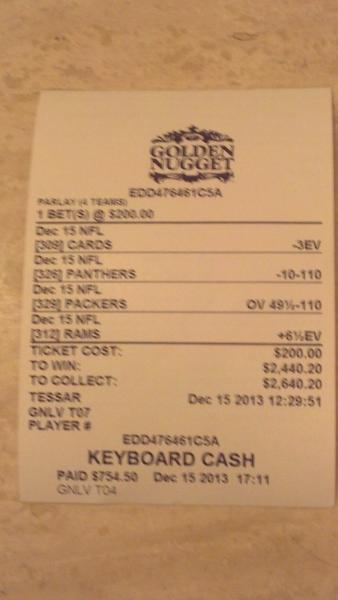 GOLDEN
NUGGET
EDD476461C5A
PARLAY (4 TEAMS)
1 BET(S) @ $200.00
Dec 15 NFL
[309] CARDS -3EV
Dec 15 NFL
[326] PANTHERS -10-110
Dec 15 NFL
[329] PACKERS OV 49½-110
Dec 15 NFL
[312] RAMS +6½EV
TICKET COST: $200.00
TO WIN: $2,440.20
TO COLLECT: $2,640.20
TESSAR Dec 15 2013 12:29:51
GNLV T07
PLAYER #
EDD476461C5A
KEYBOARD CASH
PAID $754.50 Dec 15 2013 17:11
GNLV T04